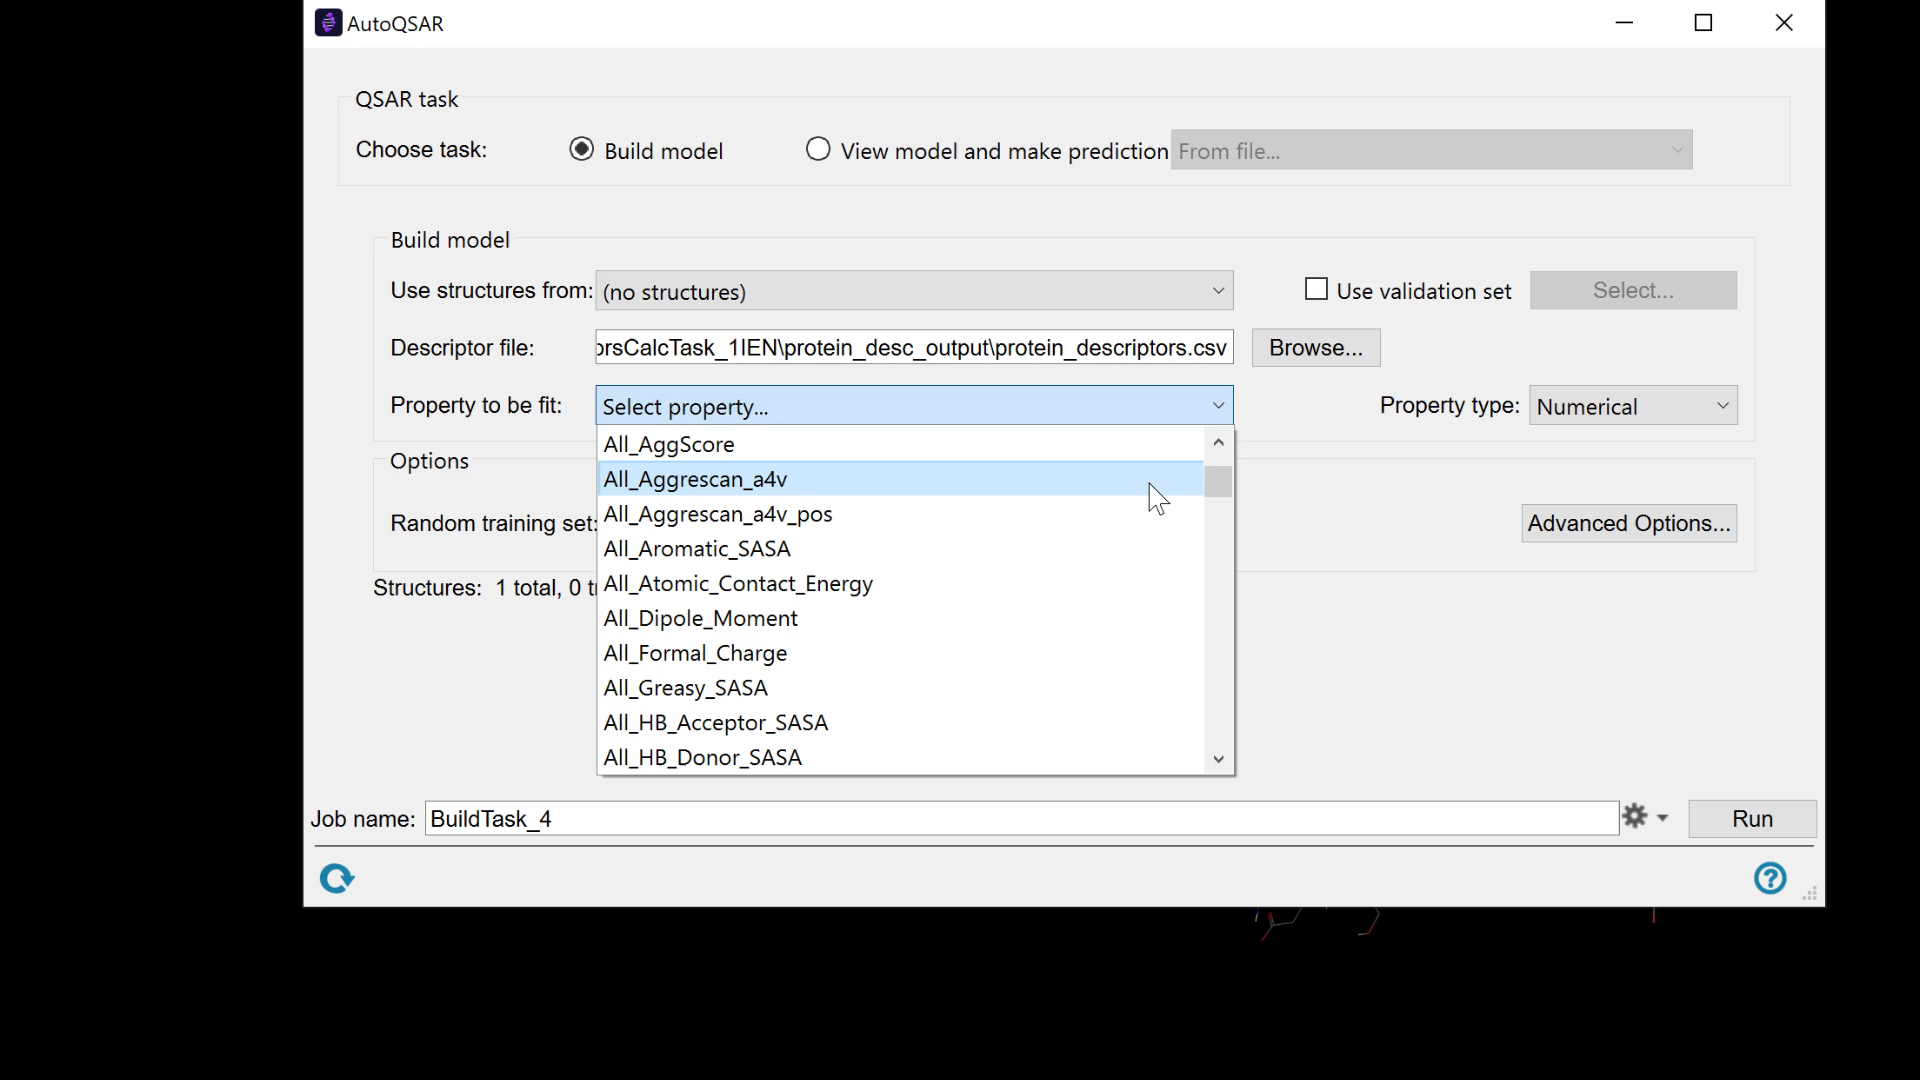 AutoQSAR
QSAR task
Choose task: Build model View model and make prediction From file...
Build model
Use structures from: (no structures) Use validation set Select...
Descriptor file: orsCalcTask_1IEN\protein_desc_output\protein_descriptors.csv Browse...
Property to be fit: Select property... Property type: Numerical
All_AggScore
Options
All_Aggrescan_a4v
All_Aggrescan_a4v_pos
Random training set: Advanced Options...
All_Aromatic_SASA
All_Atomic_Contact_Energy
Structures: 1 total, 0 t
All_Dipole_Moment
All_Formal_Charge
All_Greasy_SASA
All_HB_Acceptor_SASA
All_HB_Donor_SASA
Job name: BuildTask_4 Run